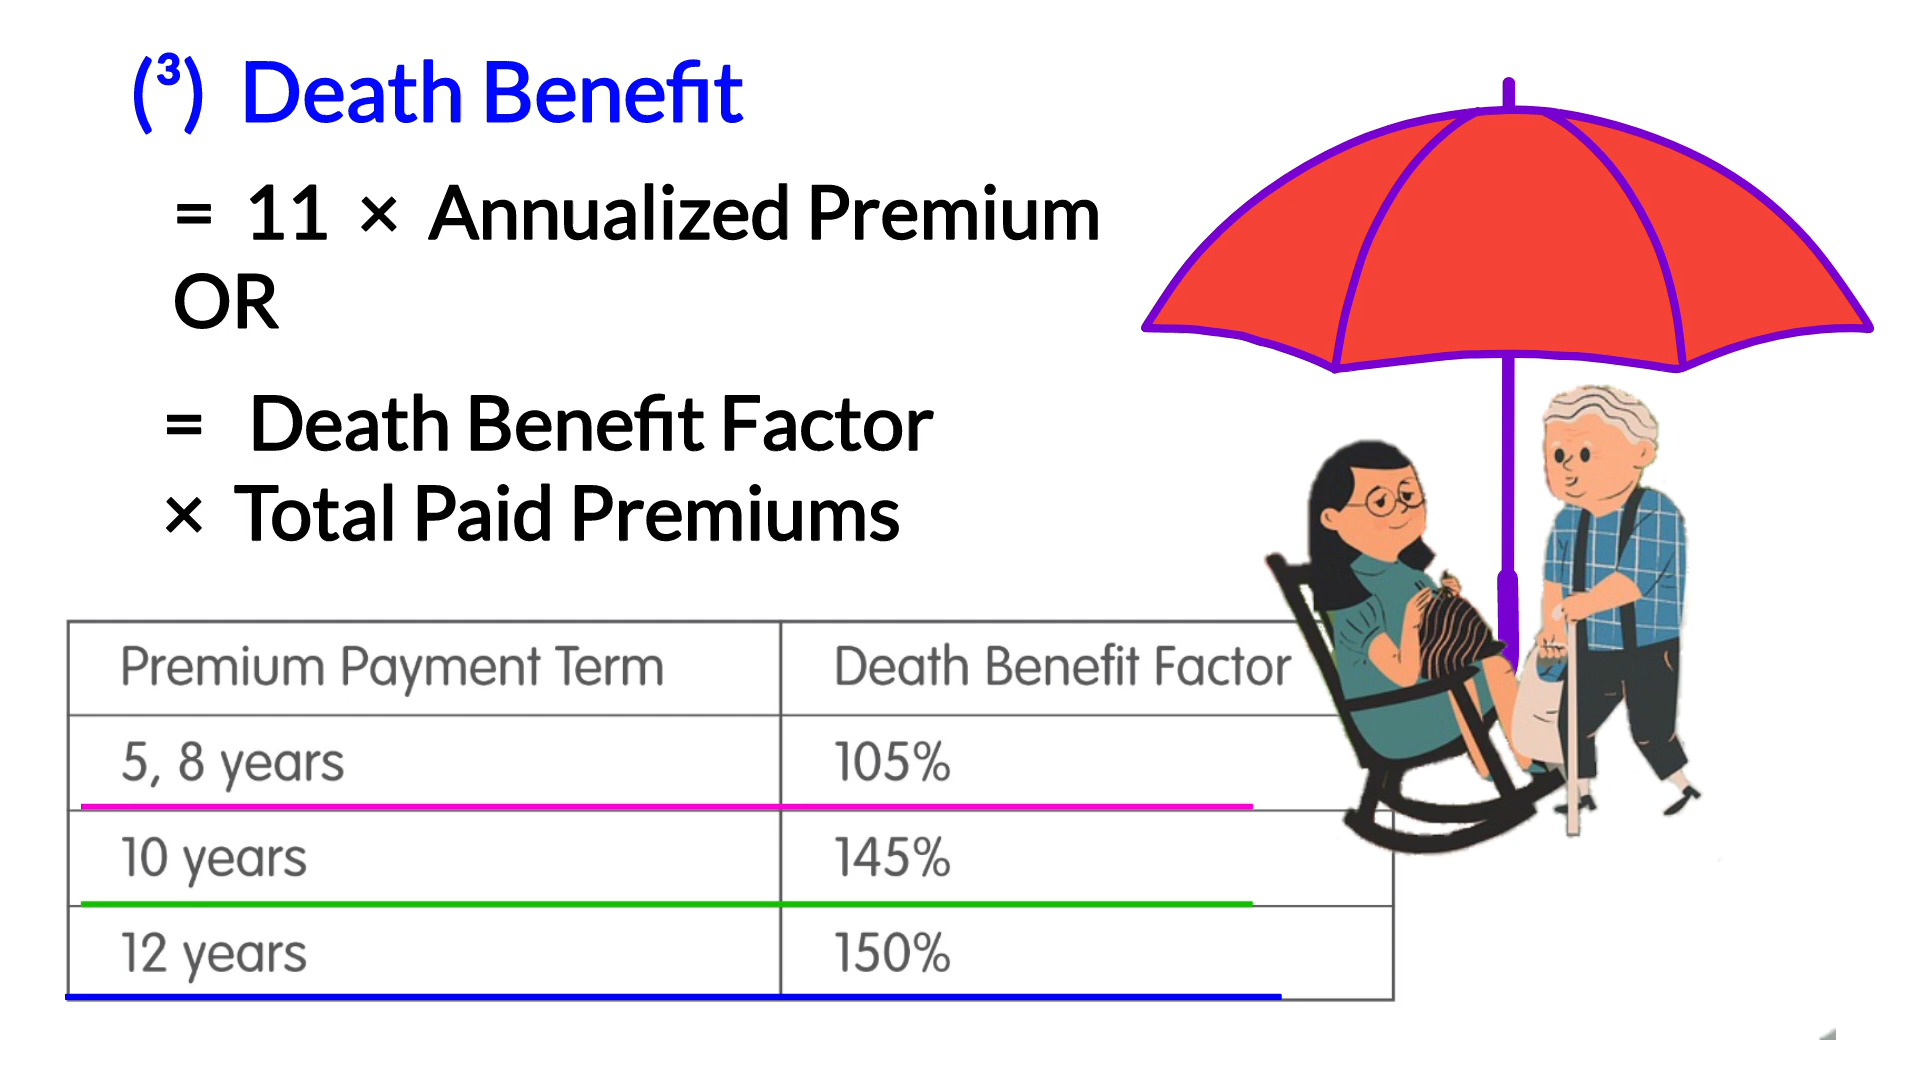 (³) Death Benefit
= 11 × Annualized Premium
OR
= Death Benefit Factor
× Total Paid Premiums
Premium Payment Term Death Benefit Factor
5, 8 years 105%
10 years 145%
12 years 150%